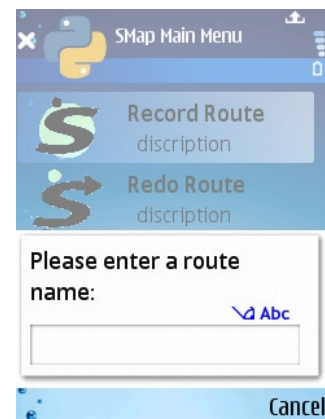 SMap Main Menu
Record Route
discription
Redo Route
discription
Please enter a route
name:
Abc
Cancel